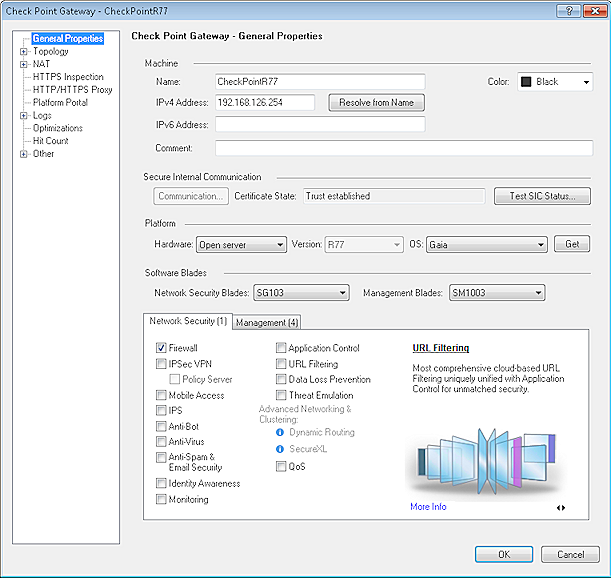 Check Point Gateway - CheckPointR77
General Properties
Topology
NAT
HTTPS Inspection
HTTP/HTTPS Proxy
Platform Portal
Logs
Optimizations
Hit Count
Other
Check Point Gateway - General Properties
Machine
Name: CheckPointR77 Color: Black
IPv4 Address: 192.168.126.254 Resolve from Name
IPv6 Address:
Comment:
Secure Internal Communication
Communication... Certificate State: Trust established Test SIC Status...
Platform
Hardware: Open server Version: R77 OS: Gaia Get
Software Blades
Network Security Blades: SG103 Management Blades: SM1003
Network Security (1) Management (4)
Firewall
IPSec VPN
Policy Server
Mobile Access
IPS
Anti-Bot
Anti-Virus
Anti-Spam &
Email Security
Identity Awareness
Monitoring
Application Control
URL Filtering
Data Loss Prevention
Threat Emulation
Advanced Networking &
Clustering:
Dynamic Routing
SecureXL
QoS
URL Filtering
Most comprehensive cloud-based URL
Filtering uniquely unified with Application
Control for unmatched security.
More Info
OK Cancel